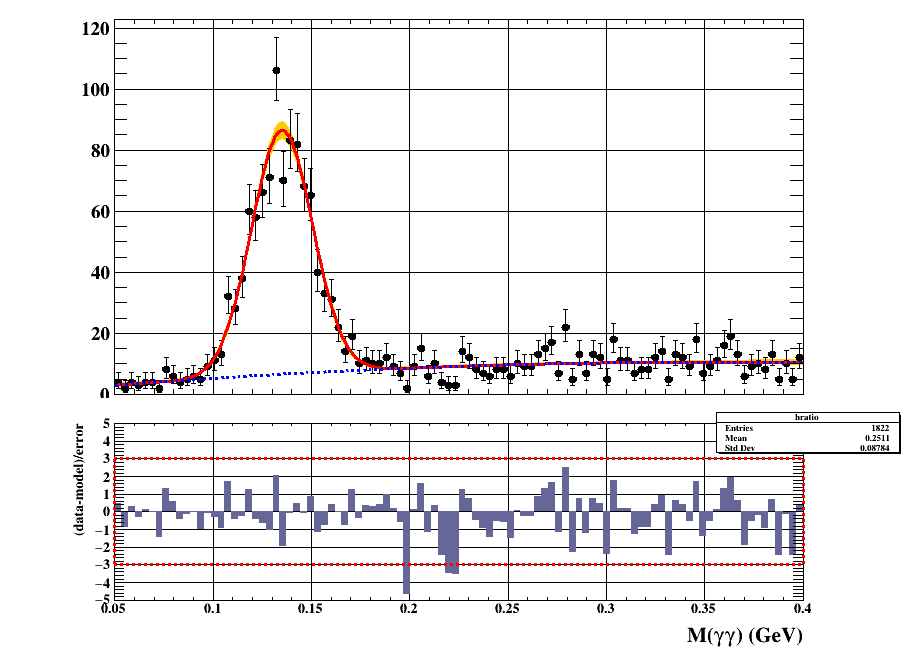 120
100
80
60
40
20
0
hratio
Entries 1822
Mean 0.2511
Std Dev 0.08784
(data-model)/error
5
4
3
2
1
0
−1
−2
−3
−4
−5
0.05 0.1 0.15 0.2 0.25 0.3 0.35 0.4
M(γγ) (GeV)